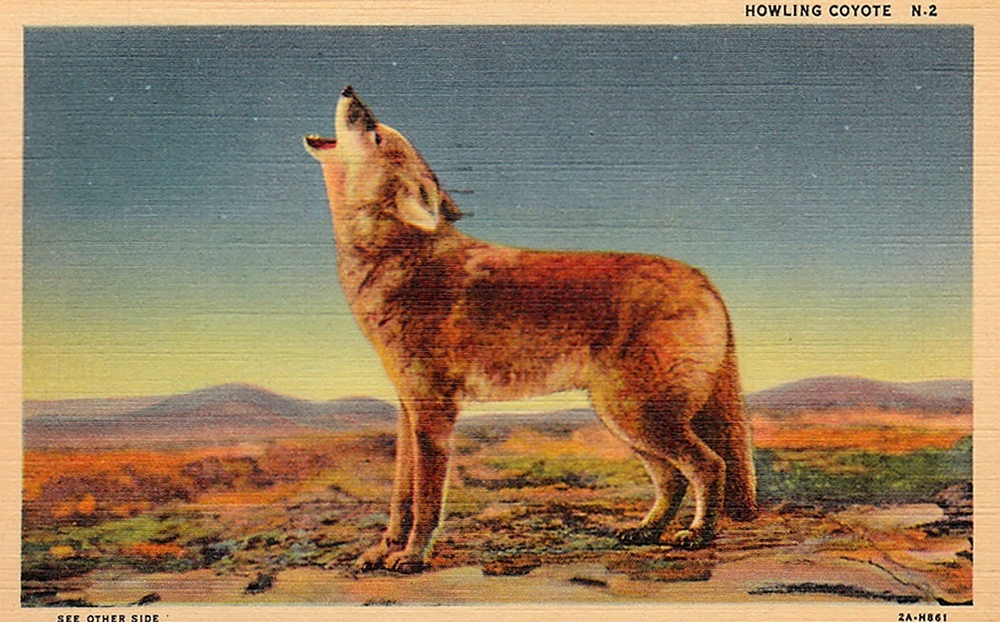 HOWLING COYOTE N-2
SEE OTHER SIDE
2A-H861